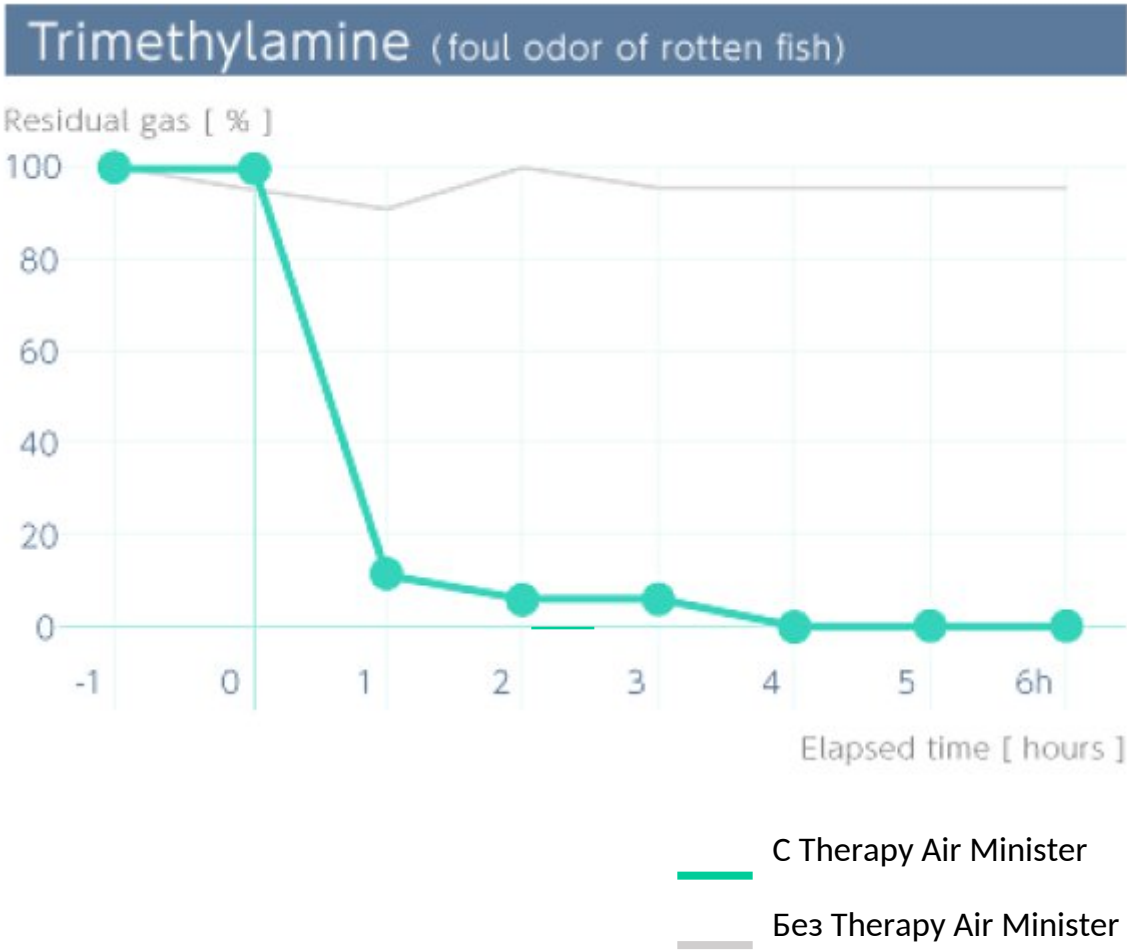 Trimethylamine (foul odor of rotten fish)
Residual gas [ % ]
100
80
60
40
20
0
-1 0 1 2 3 4 5 6h
Elapsed time [ hours ]
С Therapy Air Minister
Без Therapy Air Minister